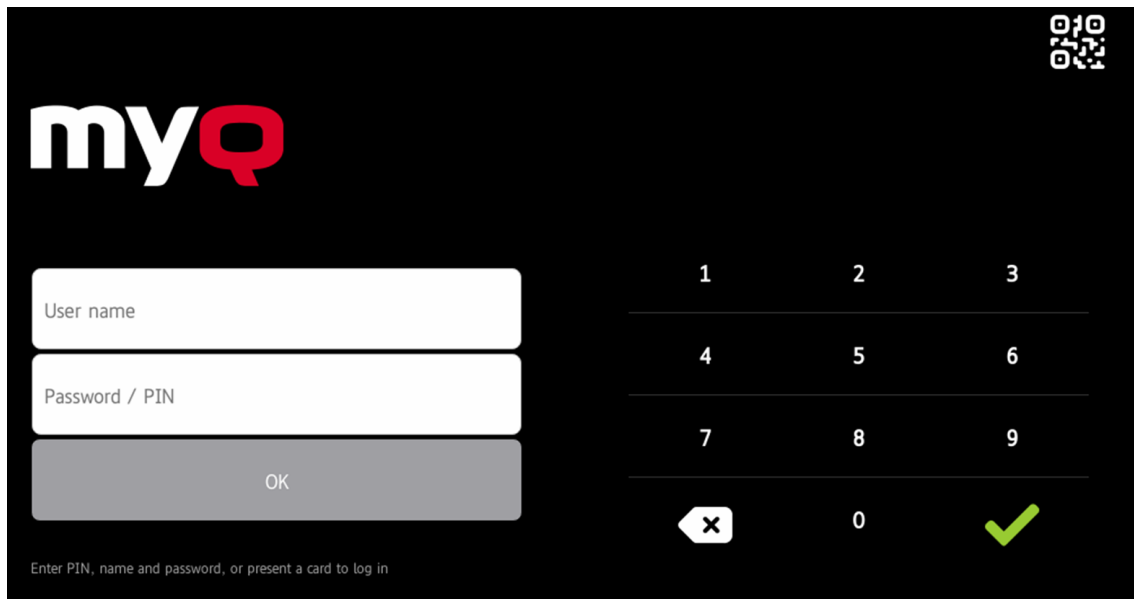 myQ
User name
Password / PIN
OK
Enter PIN, name and password, or present a card to log in
1 2 3
4 5 6
7 8 9
0